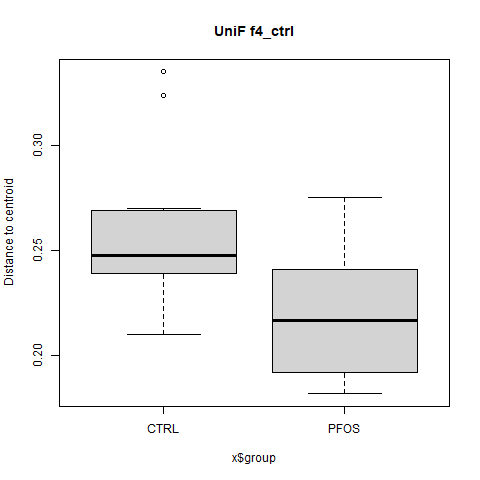 UniF f4_ctrl
Distance to centroid
0.30
0.25
0.20
CTRL PFOS
x$group